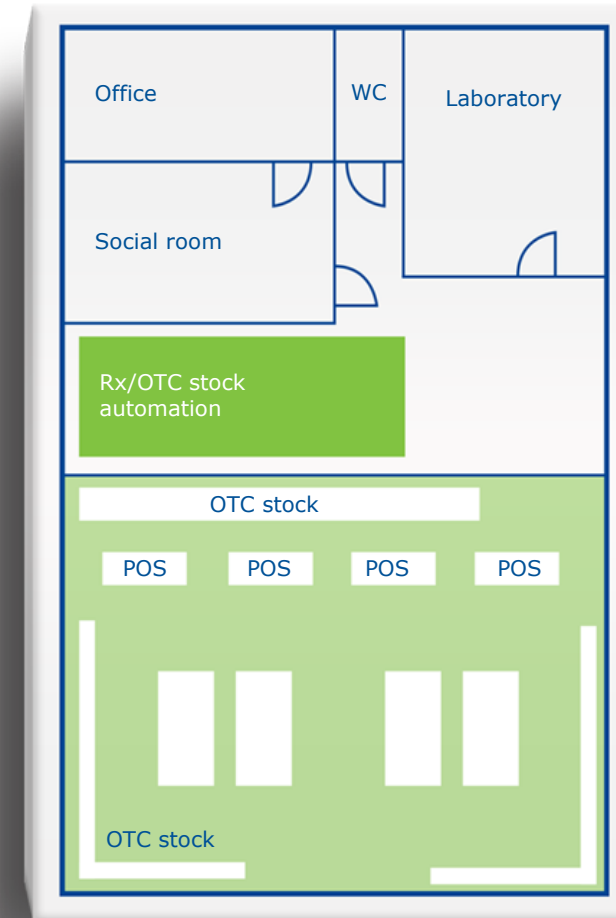 Office
WC
Laboratory
Social room
Rx/OTC stock
automation
OTC stock
POS
POS
POS
POS
OTC stock